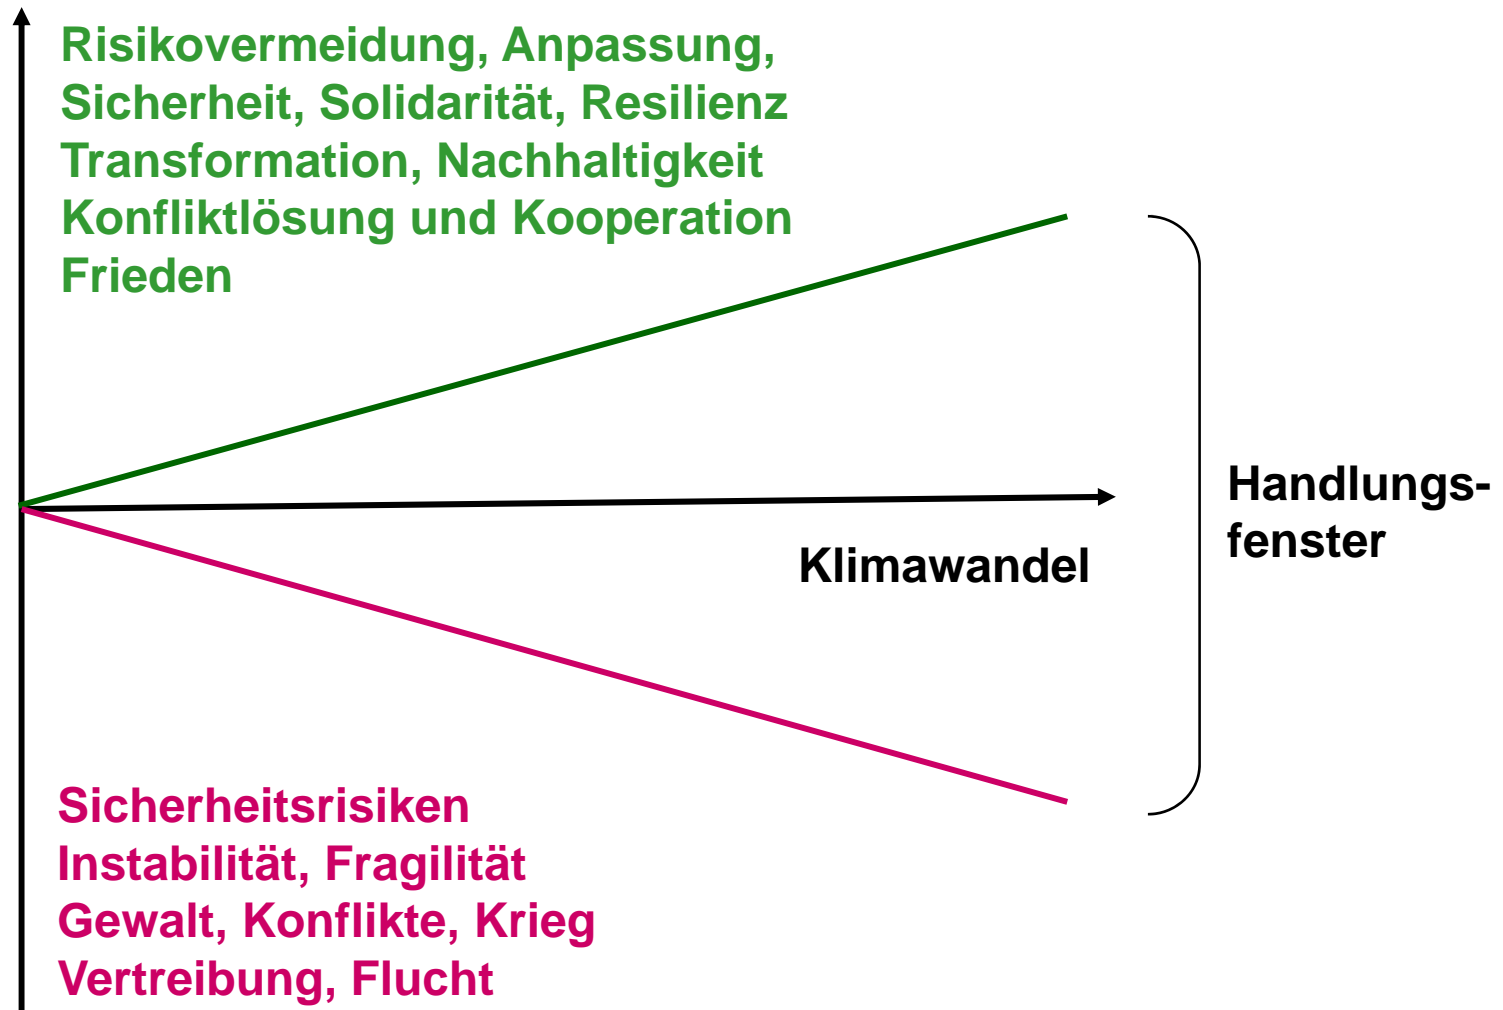 Risikovermeidung, Anpassung,
Sicherheit, Solidarität, Resilienz
Transformation, Nachhaltigkeit
Konfliktlösung und Kooperation
Frieden
Handlungs-
fenster
Klimawandel
Sicherheitsrisiken
Instabilität, Fragilität
Gewalt, Konflikte, Krieg
Vertreibung, Flucht